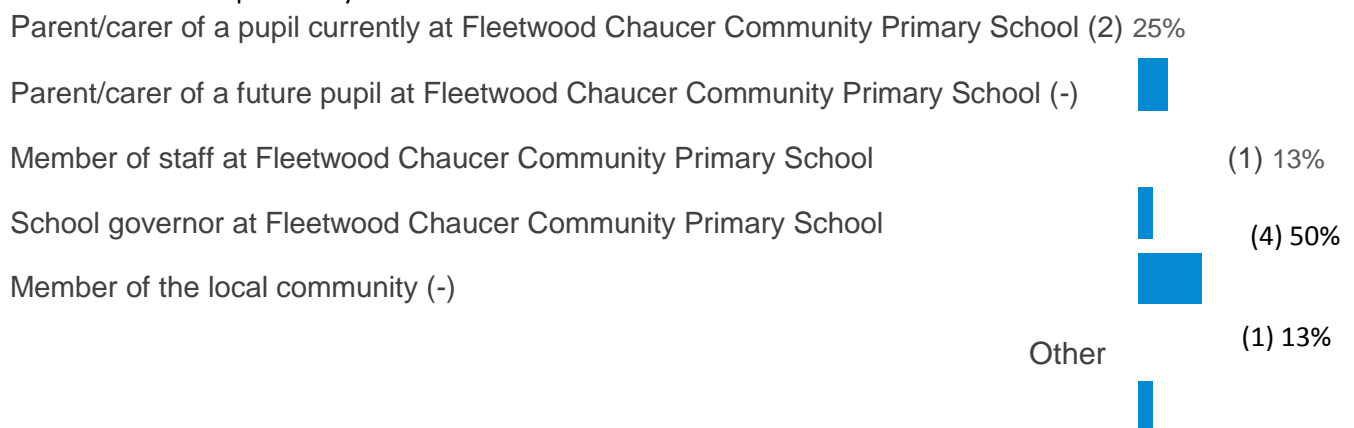 Parent/carer of a pupil currently at Fleetwood Chaucer Community Primary School (2) 25%
Parent/carer of a future pupil at Fleetwood Chaucer Community Primary School (-)
Member of staff at Fleetwood Chaucer Community Primary School (1) 13%
School governor at Fleetwood Chaucer Community Primary School (4) 50%
Member of the local community (-)
Other (1) 13%